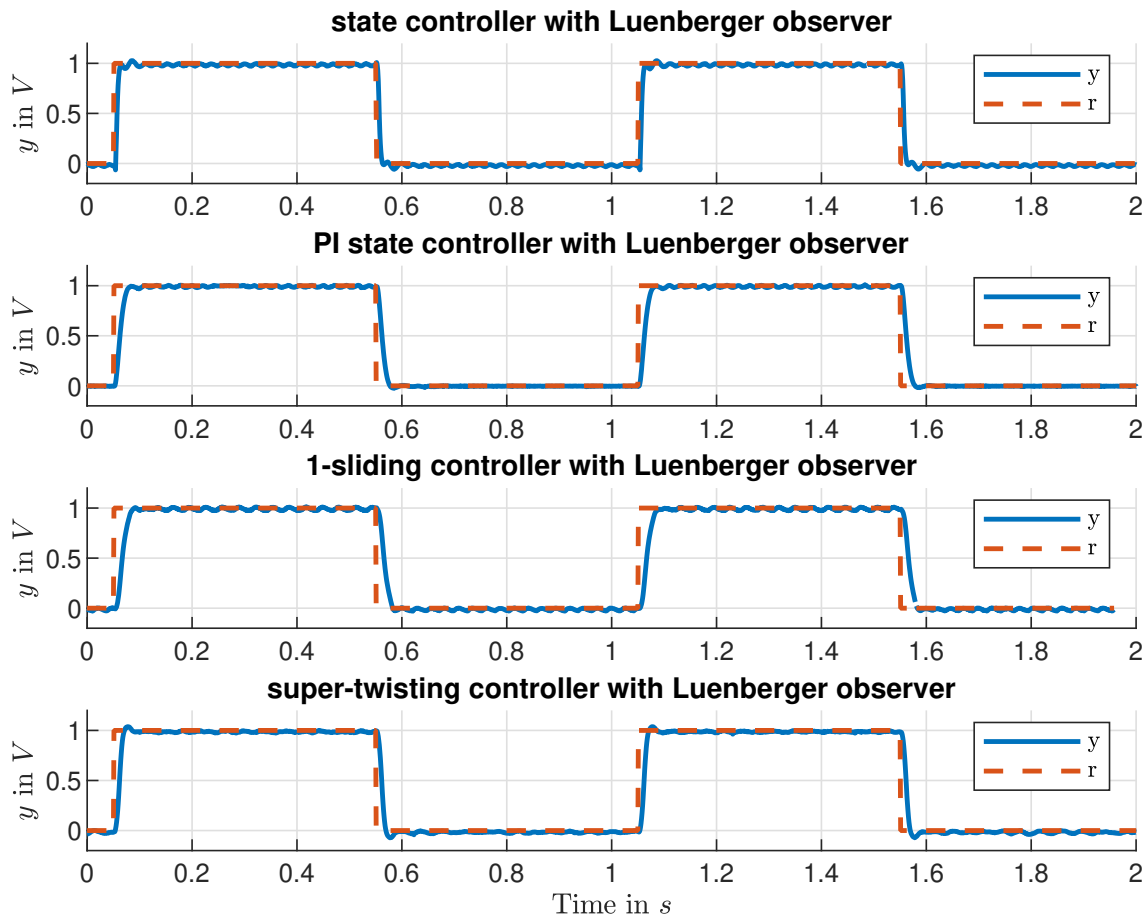 state controller with Luenberger observer
1
0.5
0
y in V
y
r
0 0.2 0.4 0.6 0.8 1 1.2 1.4 1.6 1.8 2
PI state controller with Luenberger observer
1
0.5
0
y in V
y
r
0 0.2 0.4 0.6 0.8 1 1.2 1.4 1.6 1.8 2
1-sliding controller with Luenberger observer
1
0.5
0
y in V
y
r
0 0.2 0.4 0.6 0.8 1 1.2 1.4 1.6 1.8 2
super-twisting controller with Luenberger observer
1
0.5
0
y in V
y
r
0 0.2 0.4 0.6 0.8 1 1.2 1.4 1.6 1.8 2
Time in s